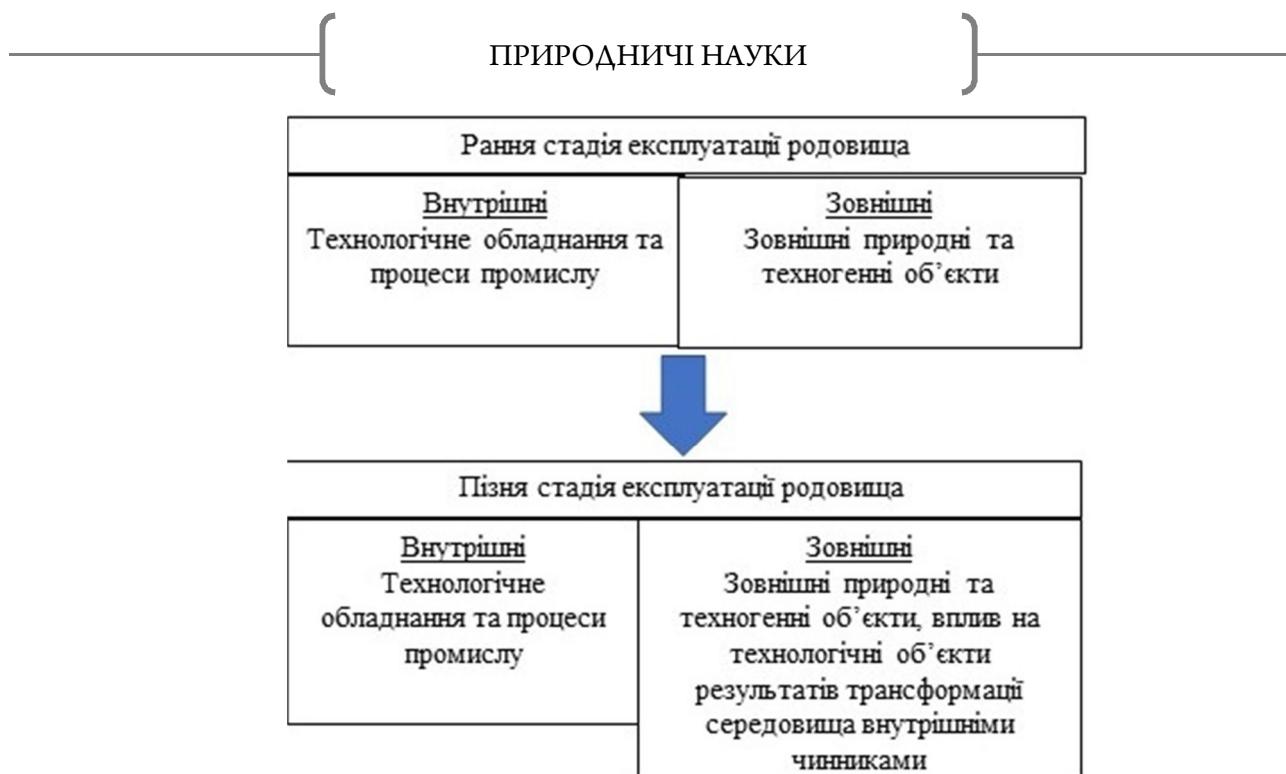 ПРИРОДНИЧІ НАУКИ
Рання стадія експлуатації родовища
Внутрішні
Технологічне обладнання та
процеси промислу
Зовнішні
Зовнішні природні та
техногенні об’єкти
Пізня стадія експлуатації родовища
Внутрішні
Технологічне
обладнання та процеси
промислу
Зовнішні
Зовнішні природні та
техногенні об’єкти, вплив на
технологічні об’єкти
результатів трансформації
середовища внутрішніми
чинниками